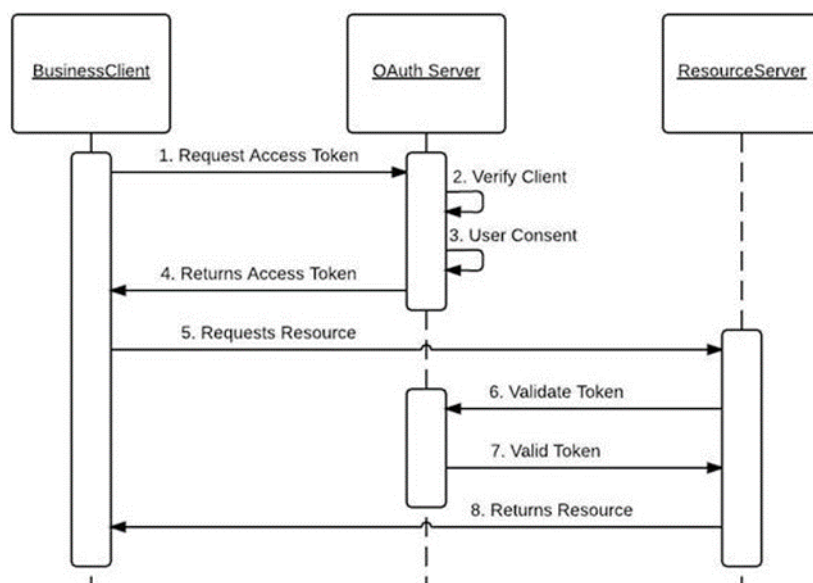 BusinessClient
OAuth Server
ResourceServer
1. Request Access Token
2. Verify Client
3. User Consent
4. Returns Access Token
5. Requests Resource
6. Validate Token
7. Valid Token
8. Returns Resource